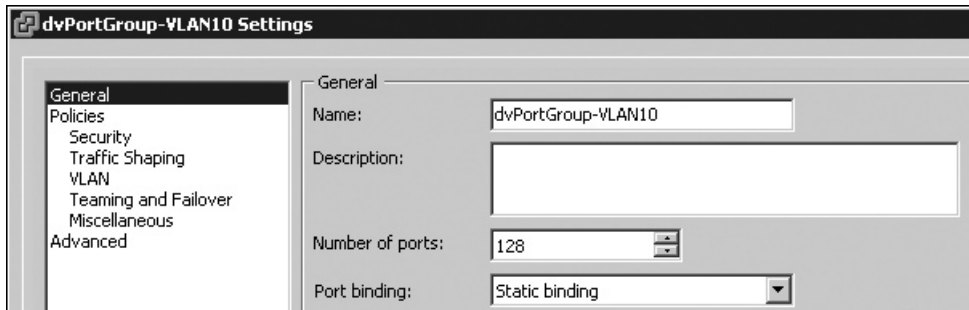 dvPortGroup-VLAN10 Settings
General
Policies
Security
Traffic Shaping
VLAN
Teaming and Failover
Miscellaneous
Advanced
General
Name: dvPortGroup-VLAN10
Description:
Number of ports: 128
Port binding: Static binding